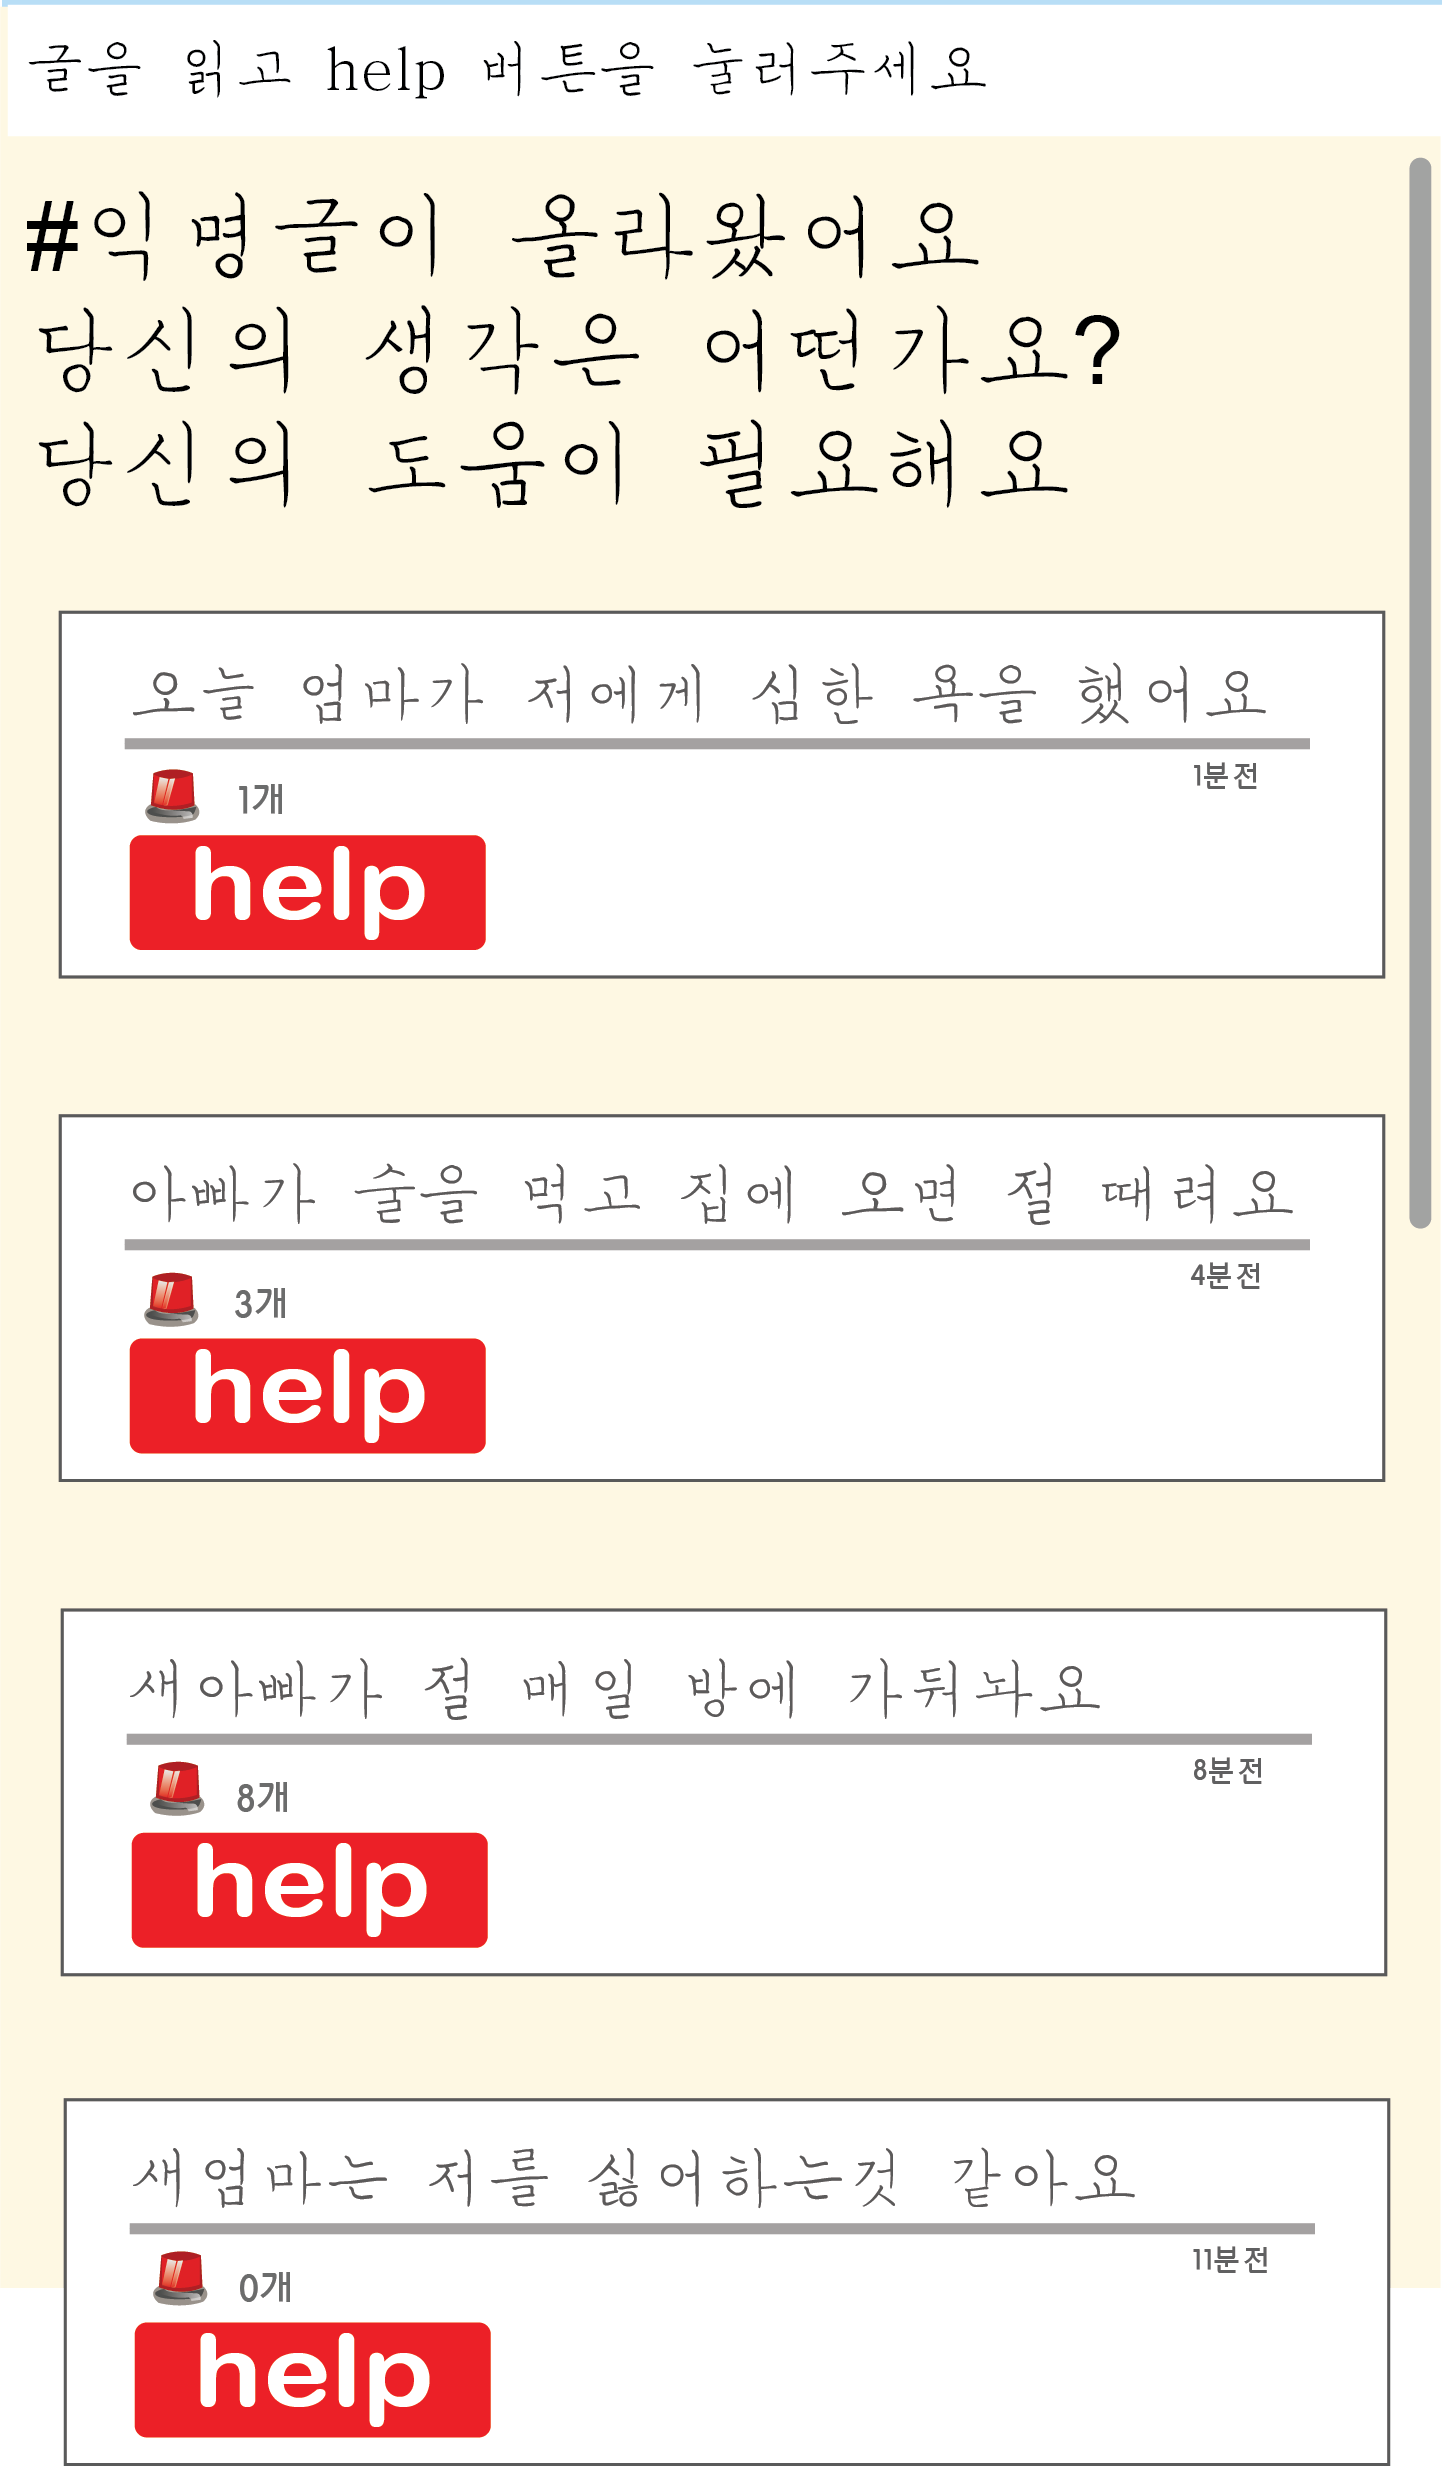 글을 읽고 help 버튼을 눌러주세요
#익명글이 올라왔어요
당신의 생각은 어떤가요?
당신의 도움이 필요해요
오늘 엄마가 저에게 심한 욕을 했어요
1분전
1개
help
아빠가 술을 먹고 집에 오면 절 때려요
4분전
3개
help
새아빠가 절 매일 방에 가둬놔요
8분전
8개
help
새엄마는 저를 싫어하는것 같아요
11분전
0개
help